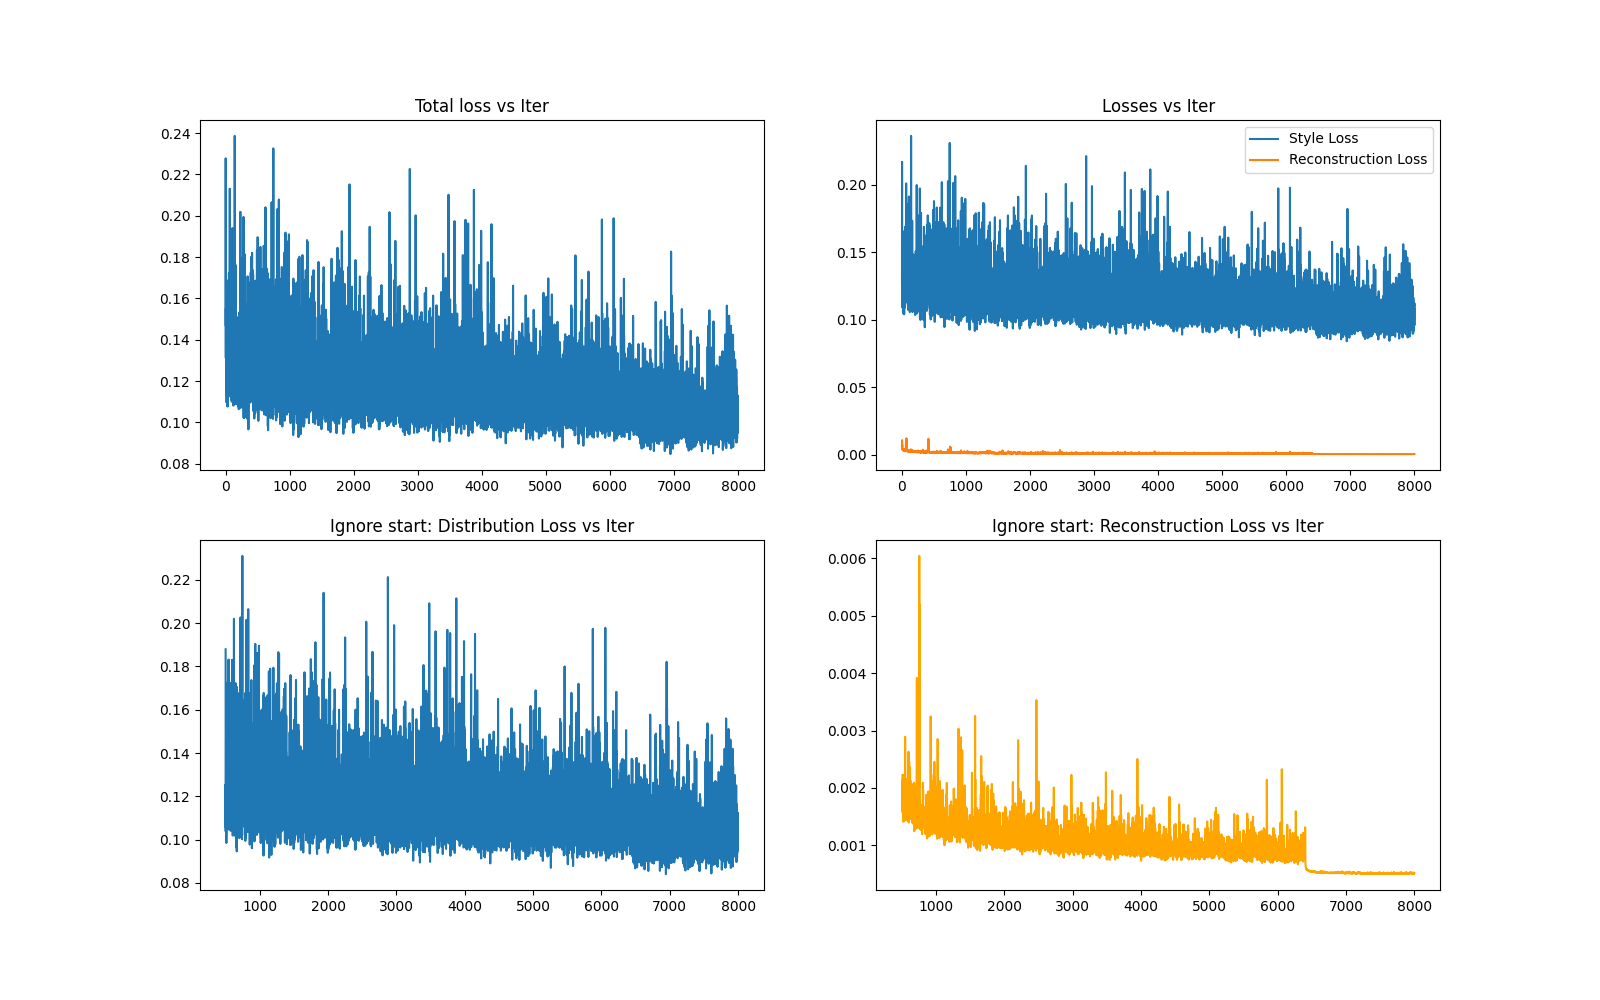 Total loss vs Iter
0.24
0.22
0.20
0.18
0.16
0.14
0.12
0.10
0.08
0 1000 2000 3000 4000 5000 6000 7000 8000
Losses vs Iter
Style Loss
Reconstruction Loss
0.20
0.15
0.10
0.05
0.00
0 1000 2000 3000 4000 5000 6000 7000 8000
Ignore start: Distribution Loss vs Iter
0.22
0.20
0.18
0.16
0.14
0.12
0.10
0.08
1000 2000 3000 4000 5000 6000 7000 8000
Ignore start: Reconstruction Loss vs Iter
0.006
0.005
0.004
0.003
0.002
0.001
1000 2000 3000 4000 5000 6000 7000 8000